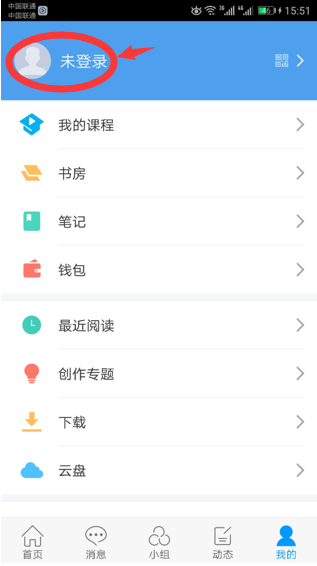 中国联通
中国联通
15:51
未登录
我的课程
书房
笔记
钱包
最近阅读
创作专题
下载
云盘
首页 消息 小组 动态 我的